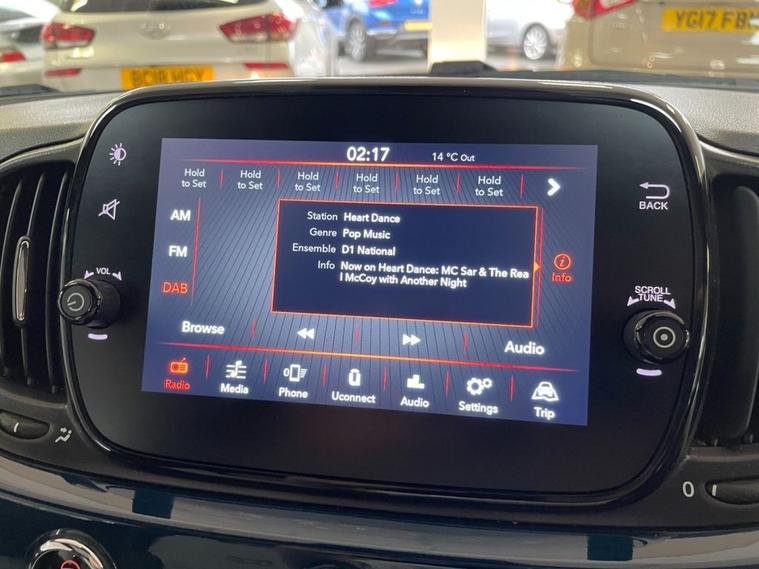 BC18 HGY
YG17 FB
02:17 14 °C Out
Hold to Set Hold to Set Hold to Set Hold to Set Hold to Set Hold to Set
BACK
AM
FM
DAB
Station Heart Dance
Genre Pop Music
Ensemble D1 National
Info Now on Heart Dance: MC Sar & The Rea
l McCoy with Another Night
Info
VOL
SCROLL
TUNE
Browse
Audio
Radio Media Phone Uconnect Audio Settings Trip
0